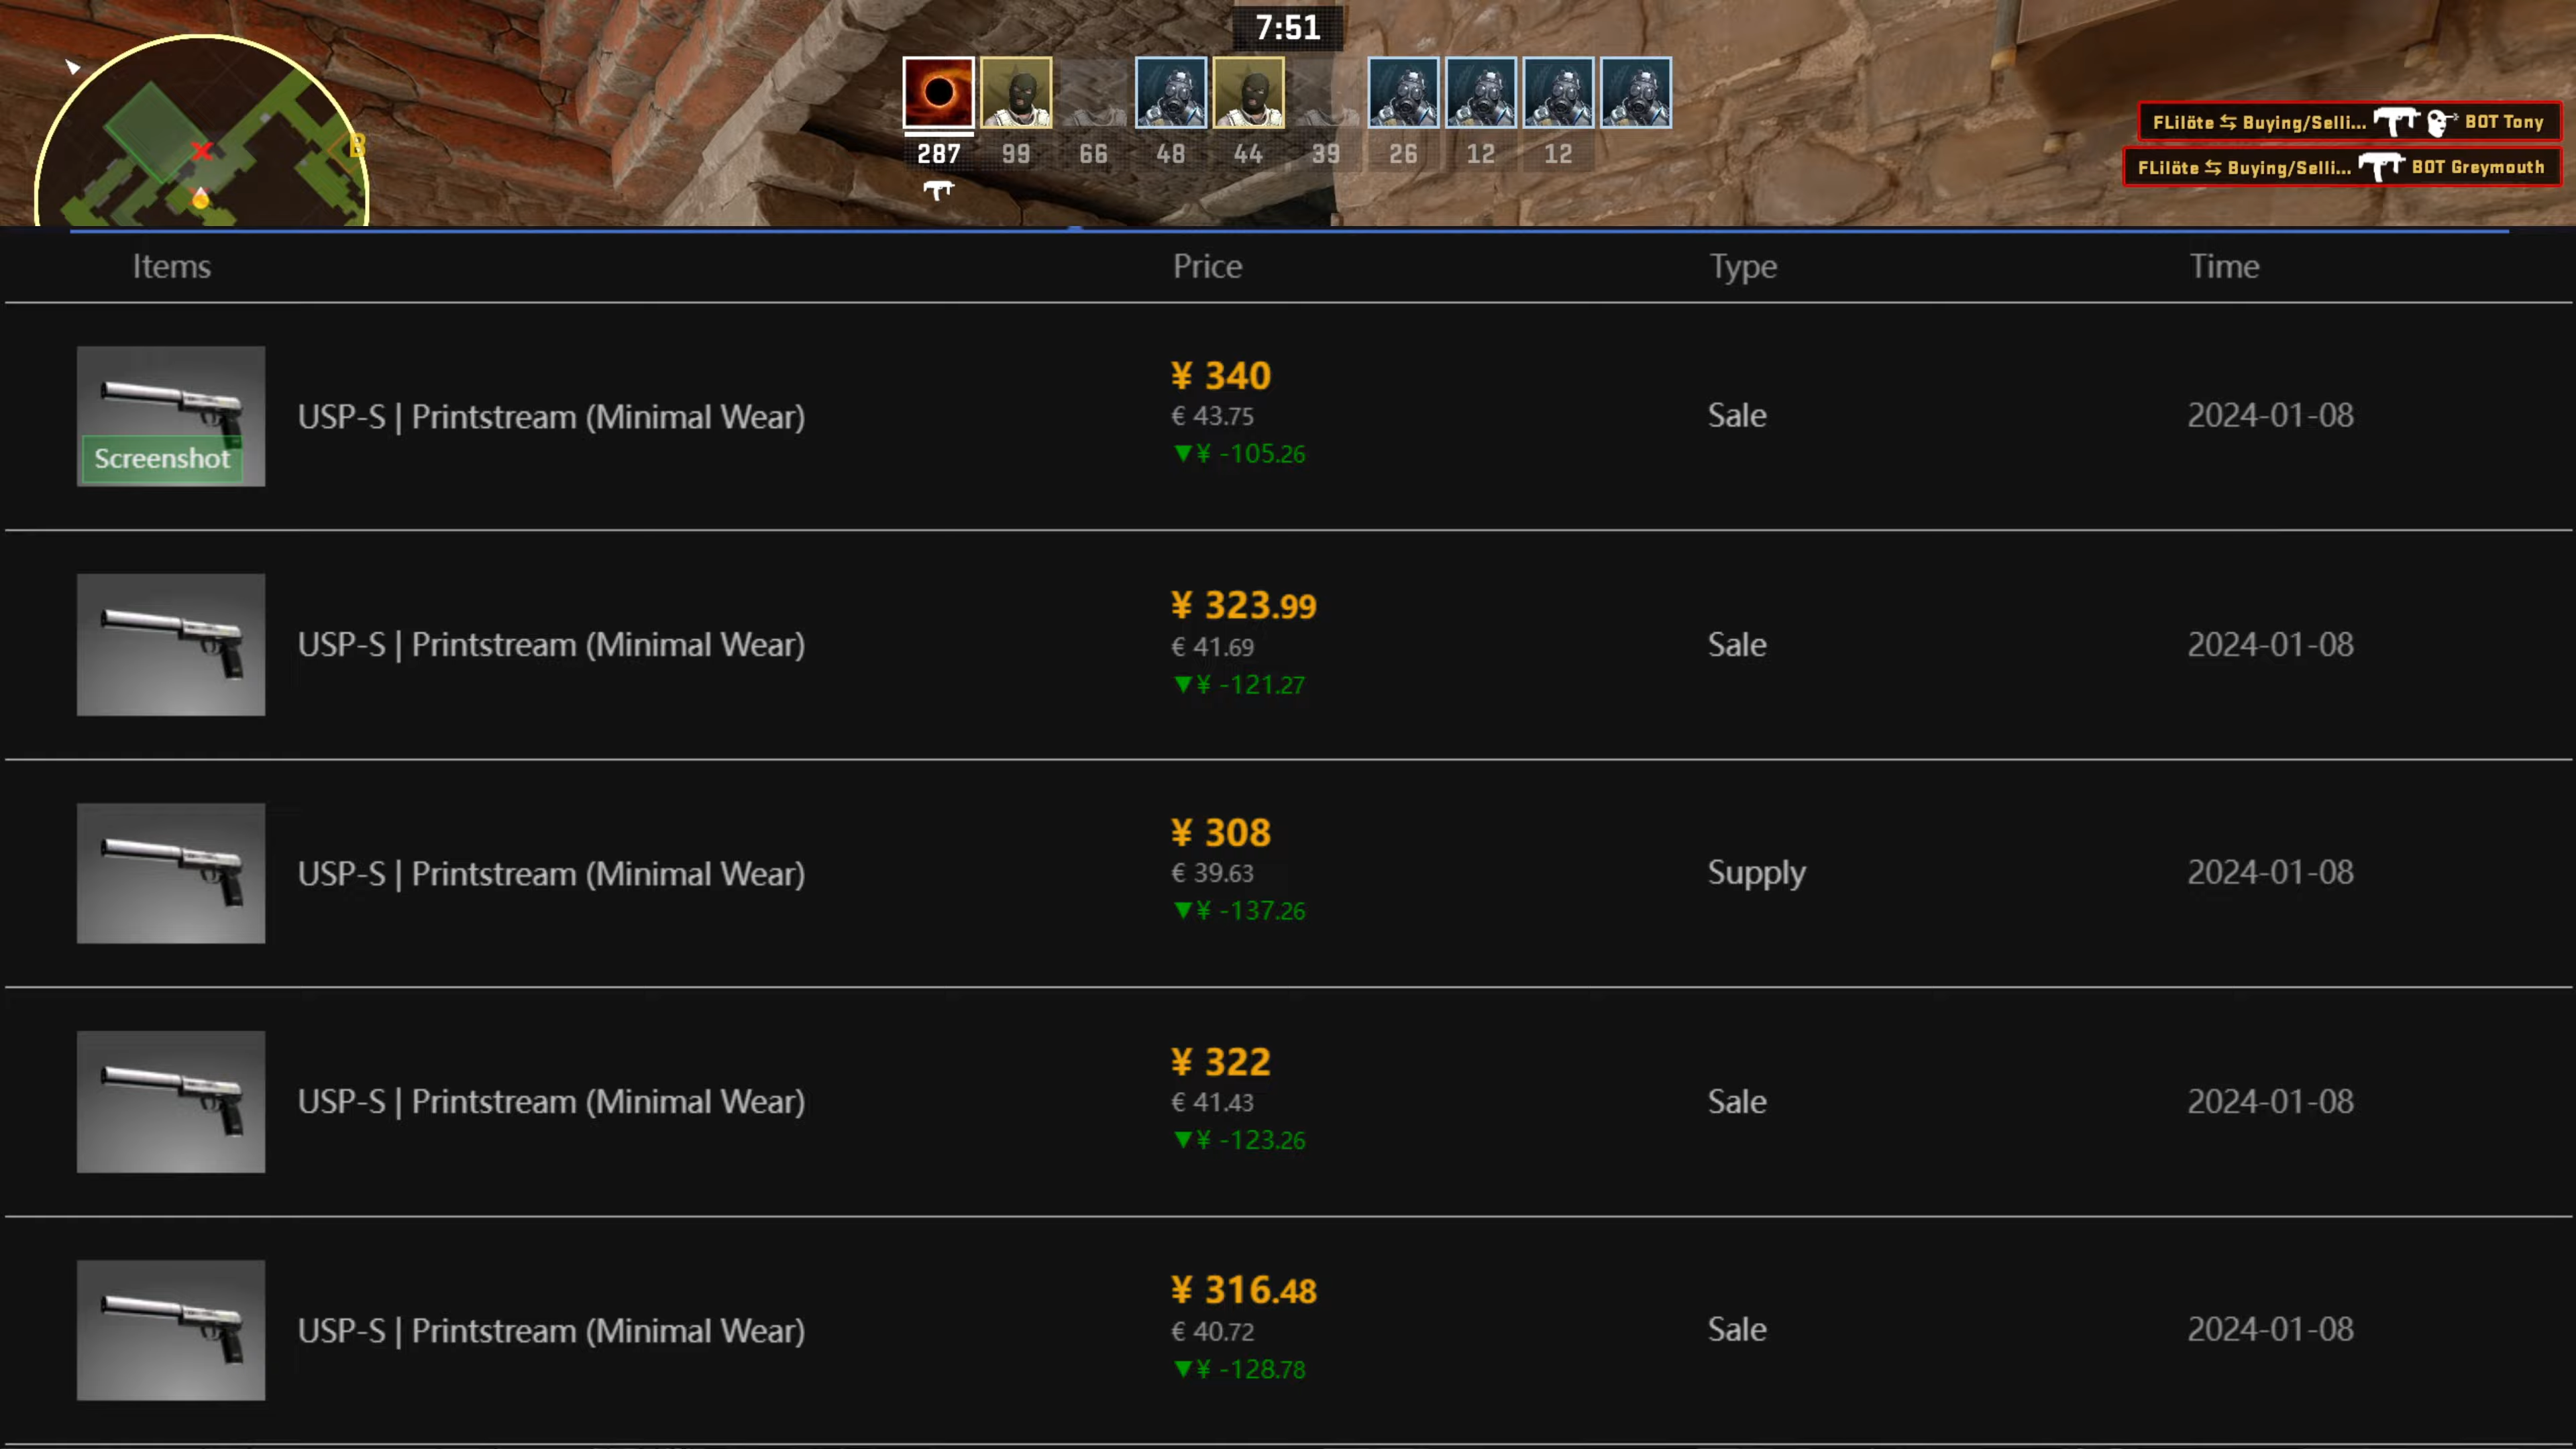 7:51
B
287 99 66 48 44 39 26 12 12
FLilöte ⇆ Buying/Selli... BOT Tony
FLilöte ⇆ Buying/Selli... BOT Greymouth
Items Price Type Time
USP-S | Printstream (Minimal Wear)
Screenshot
¥ 340
€ 43.75
▼¥ -105.26
Sale
2024-01-08
USP-S | Printstream (Minimal Wear)
¥ 323.99
€ 41.69
▼¥ -121.27
Sale
2024-01-08
USP-S | Printstream (Minimal Wear)
¥ 308
€ 39.63
▼¥ -137.26
Supply
2024-01-08
USP-S | Printstream (Minimal Wear)
¥ 322
€ 41.43
▼¥ -123.26
Sale
2024-01-08
USP-S | Printstream (Minimal Wear)
¥ 316.48
€ 40.72
▼¥ -128.78
Sale
2024-01-08